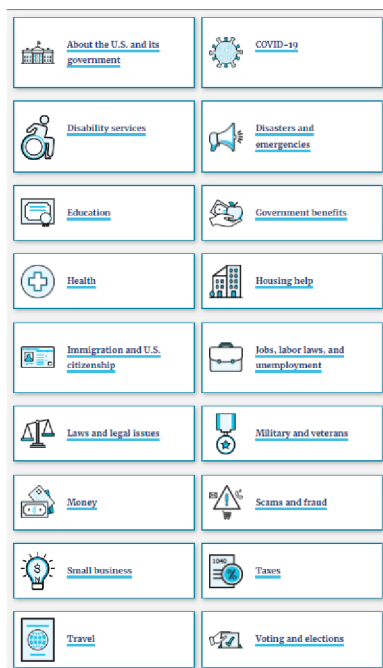 About the U.S. and its
government
COVID-19
Disability services
Disasters and
emergencies
Education
Government benefits
Health
Housing help
Immigration and U.S.
citizenship
Jobs, labor laws, and
unemployment
Laws and legal issues
Military and veterans
Money
Scams and fraud
Small business
1040
Taxes
Travel
Voting and elections